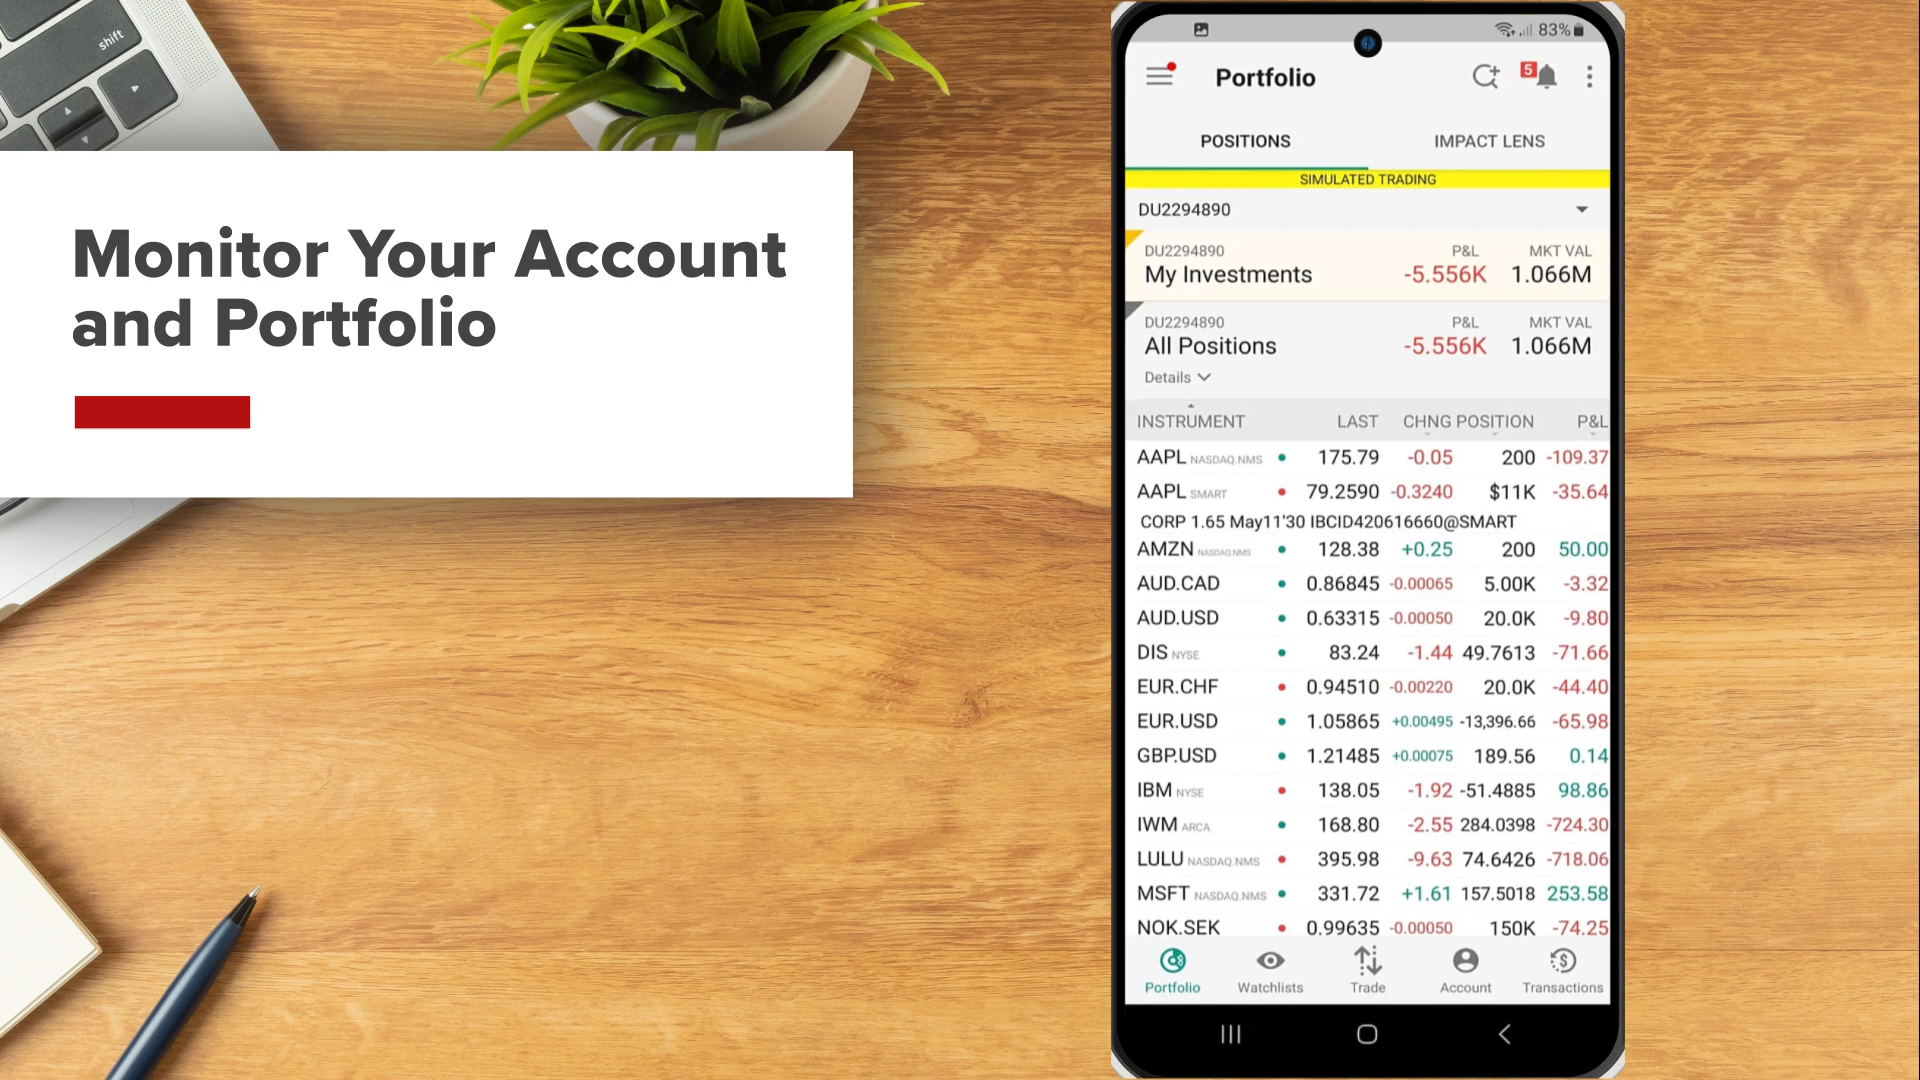 shift
Monitor Your Account
and Portfolio
83%
Portfolio
5
POSITIONS IMPACT LENS
SIMULATED TRADING
DU2294890
DU2294890 P&L MKT VAL
My Investments -5.556K 1.066M
DU2294890 P&L MKT VAL
All Positions -5.556K 1.066M
Details
INSTRUMENT LAST CHNG POSITION P&L
AAPL NASDAQ.NMS 175.79 -0.05 200 -109.37
AAPL SMART 79.2590 -0.3240 $11K -35.64
CORP 1.65 May11'30 IBCID420616660@SMART
AMZN NASDAQ.NMS 128.38 +0.25 200 50.00
AUD.CAD 0.86845 -0.00065 5.00K -3.32
AUD.USD 0.63315 -0.00050 20.0K -9.80
DIS NYSE 83.24 -1.44 49.7613 -71.66
EUR.CHF 0.94510 -0.00220 20.0K -44.40
EUR.USD 1.05865 +0.00495 -13,396.66 -65.98
GBP.USD 1.21485 +0.00075 189.56 0.14
IBM NYSE 138.05 -1.92 -51.4885 98.86
IWM ARCA 168.80 -2.55 284.0398 -724.30
LULU NASDAQ.NMS 395.98 -9.63 74.6426 -718.06
MSFT NASDAQ.NMS 331.72 +1.61 157.5018 253.58
NOK.SEK 0.99635 -0.00050 150K -74.25
Portfolio Watchlists Trade Account Transactions